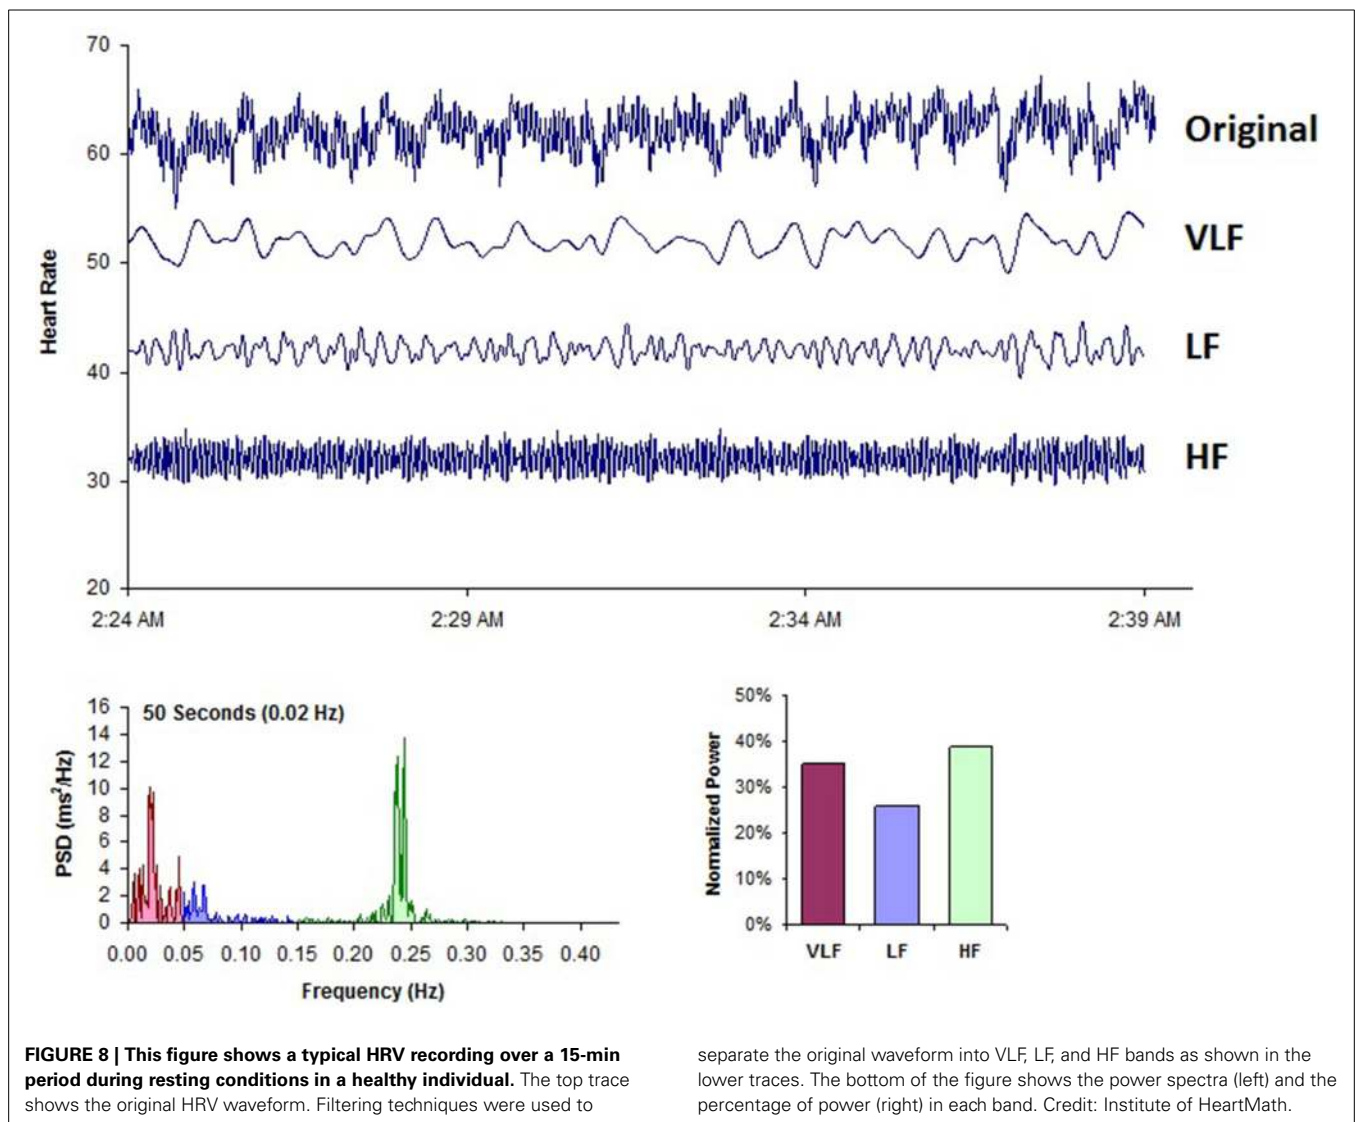 70
60
50
40
30
20
Heart Rate
Original
VLF
LF
HF
2:24 AM 2:29 AM 2:34 AM 2:39 AM
16
14
12
10
8
6
4
2
0
PSD (ms²/Hz)
50 Seconds (0.02 Hz)
0.00 0.05 0.10 0.15 0.20 0.25 0.30 0.35 0.40
Frequency (Hz)
50%
40%
30%
20%
10%
0%
Normalized Power
VLF LF HF
FIGURE 8 | This figure shows a typical HRV recording over a 15-min
period during resting conditions in a healthy individual. The top trace
shows the original HRV waveform. Filtering techniques were used to
separate the original waveform into VLF, LF, and HF bands as shown in the
lower traces. The bottom of the figure shows the power spectra (left) and the
percentage of power (right) in each band. Credit: Institute of HeartMath.